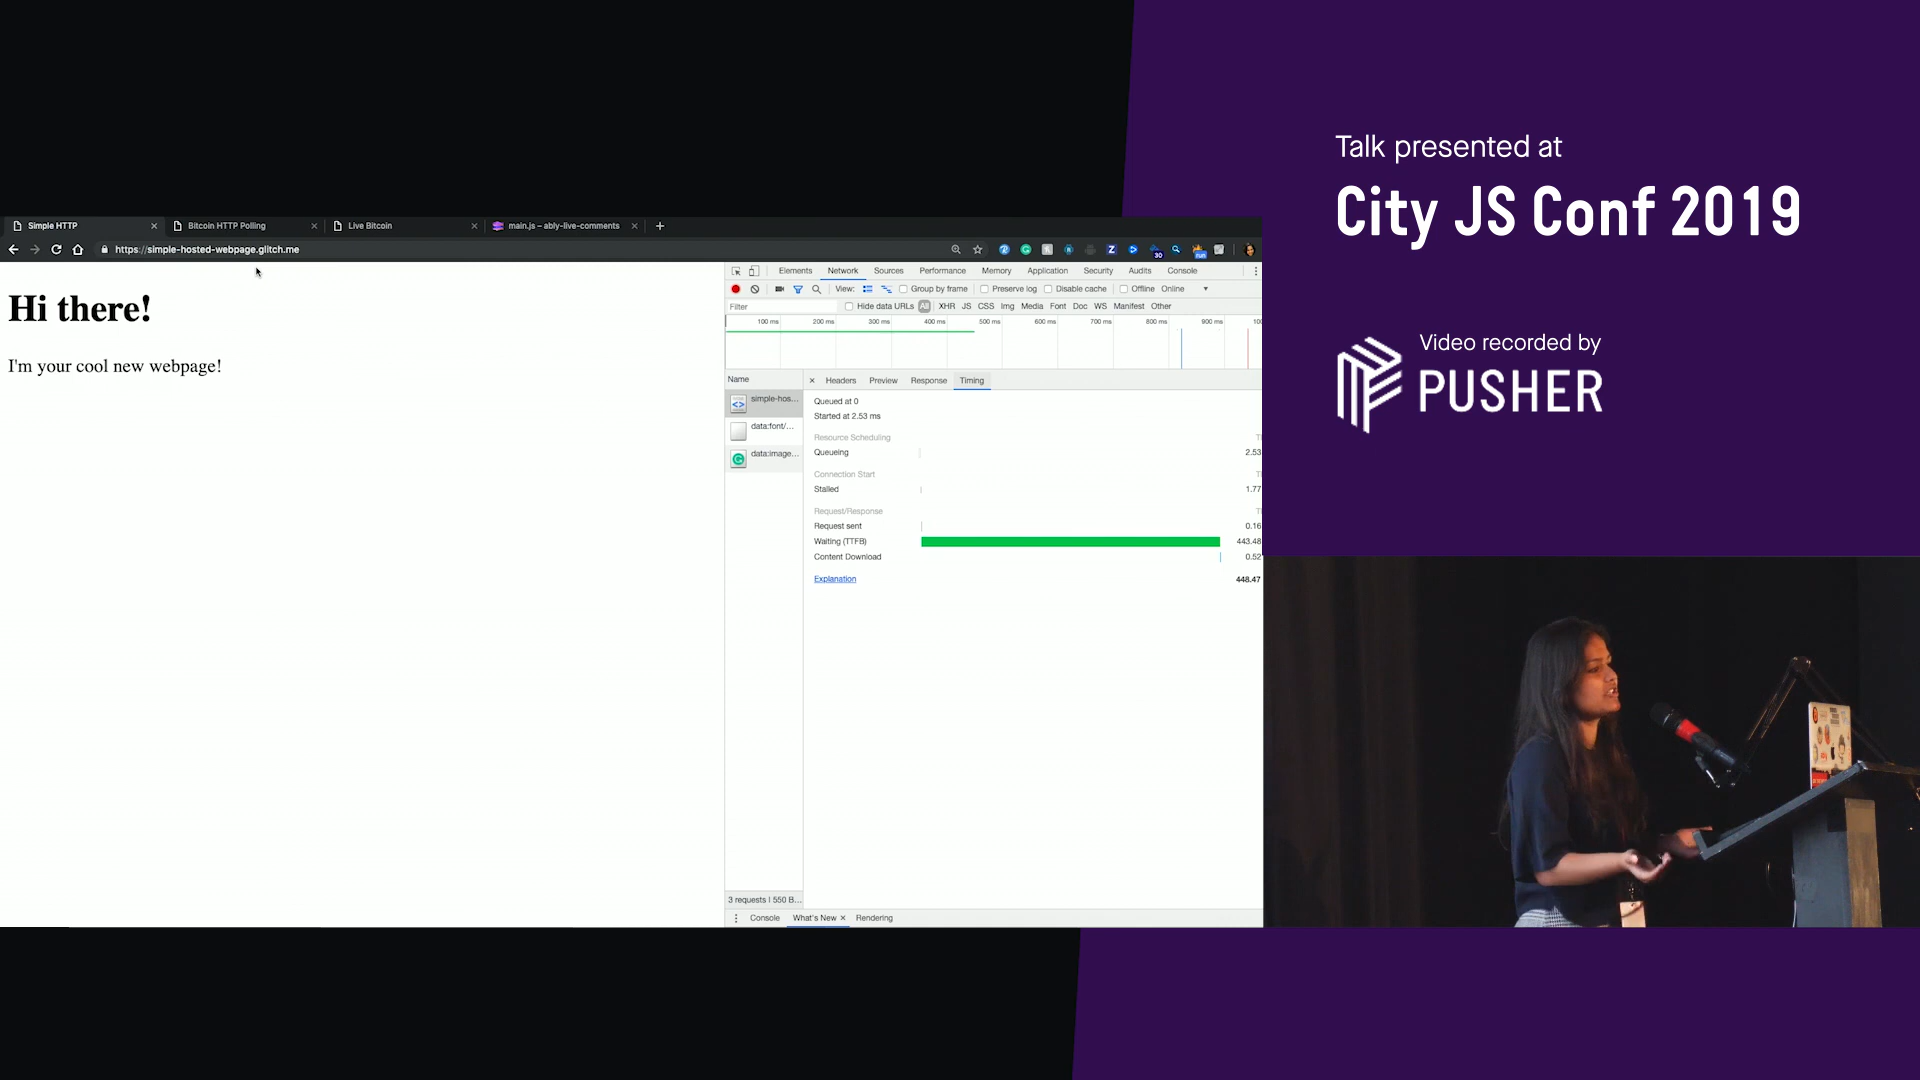 Talk presented at
City JS Conf 2019
Video recorded by
PUSHER
Simple HTTP
Bitcoin HTTP Polling
Live Bitcoin
main.js – ably-live-comments
https://simple-hosted-webpage.glitch.me
Hi there!
I'm your cool new webpage!
Elements Network Sources Performance Memory Application Security Audits Console
View: Group by frame Preserve log Disable cache Offline Online
Filter Hide data URLs All XHR JS CSS Img Media Font Doc WS Manifest Other
100 ms 200 ms 300 ms 400 ms 500 ms 600 ms 700 ms 800 ms 900 ms
Name
simple-hos...
data:font/...
data:image...
Headers Preview Response Timing
Queued at 0
Started at 2.53 ms
Resource Scheduling
Queueing 2.53
Connection Start
Stalled 1.77
Request/Response
Request sent 0.16
Waiting (TTFB) 443.48
Content Download 0.52
Explanation 448.47
3 requests | 550 B...
Console What's New Rendering